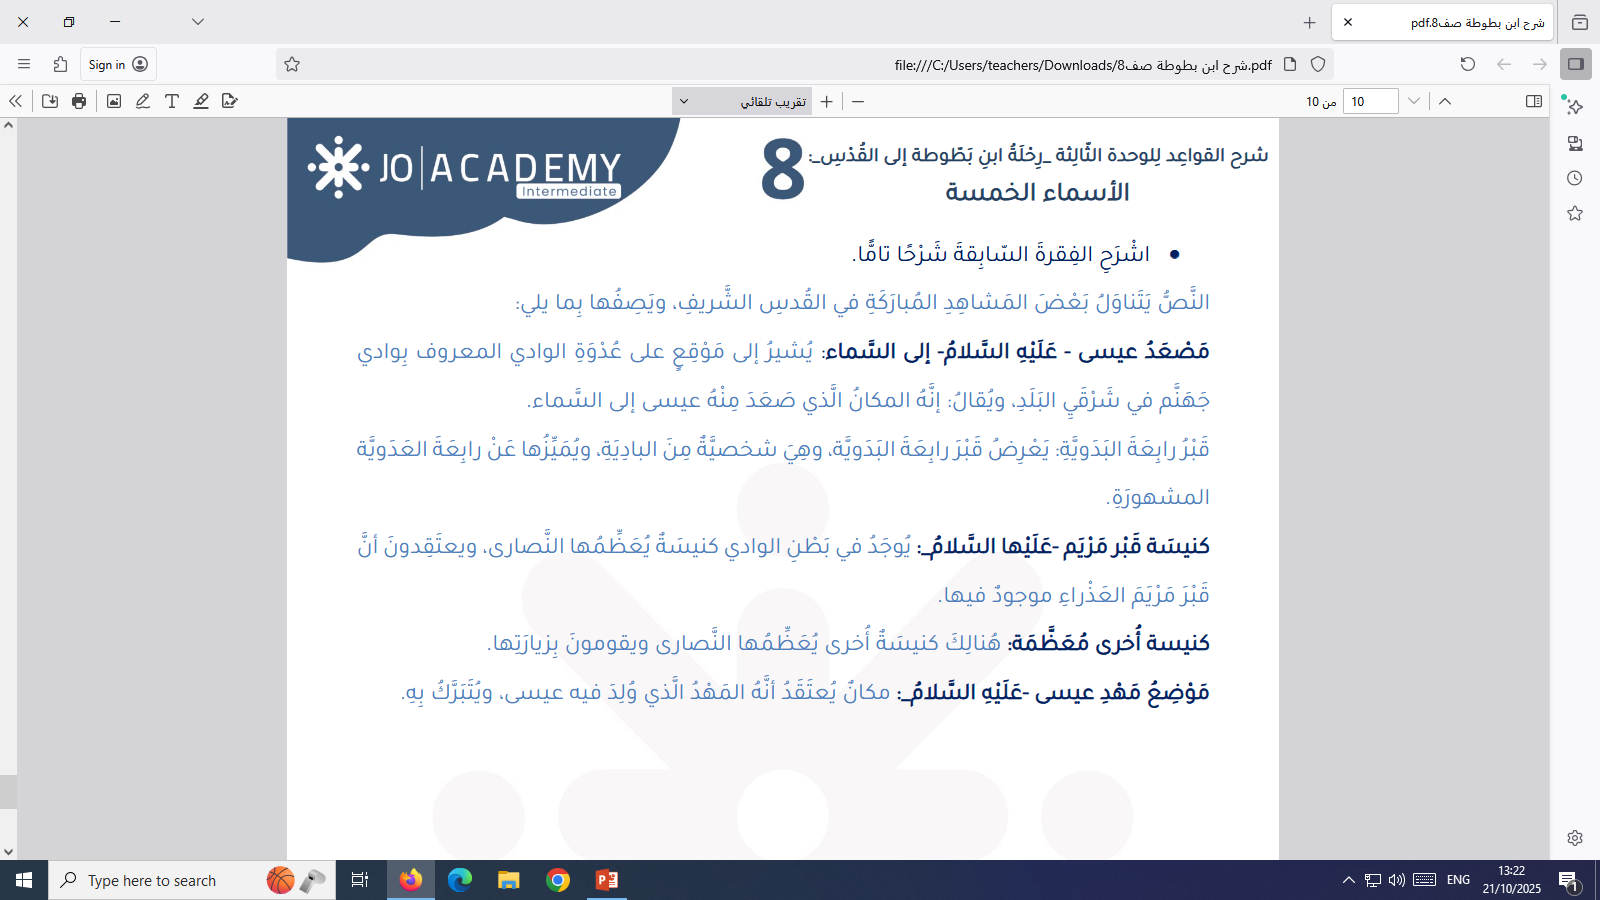 شرح ابن بطوطة صف8.pdf
Sign in
file:///C:/Users/teachers/Downloads/شرح ابن بطوطة صف8.pdf
تقريب تلقائي
10 من 10
JO ACADEMY
Intermediate
8
شرح القواعِد لِلوحدة الثّالِثة _رِحْلَةُ ابنِ بَطّوطة إلى القُدْسِ_:
الأسماء الخمسة
• اشْرَحِ الفِقرةَ السّابِقةَ شَرْحًا تامًّا.
النَّصُّ يَتَناوَلُ بَعْضَ المَشاهِدِ المُبارَكَةِ في القُدسِ الشَّريفِ، ويَصِفُها بِما يلي:
مَصْعَدُ عيسى - عَلَيْهِ السَّلامُ- إلى السَّماء: يُشيرُ إلى مَوْقِعٍ على عُدْوَةِ الوادي المعروف بِوادي
جَهَنَّم في شَرْقَيِ البَلَدِ، ويُقالُ: إنَّهُ المكانُ الَّذي صَعَدَ مِنْهُ عيسى إلى السَّماء.
قَبْرُ رابِعَةَ البَدَويَّةِ: يَعْرِضُ قَبْرَ رابِعَةَ البَدَويَّة، وهِيَ شخصيَّةٌ مِنَ البادِيَةِ، ويُمَيِّزُها عَنْ رابِعَةَ العَدَويَّة
المشهورَةِ.
كنيسَة قَبْر مَرْيَم -عَلَيْها السَّلامُ_: يُوجَدُ في بَطْنِ الوادي كنيسَةٌ يُعَظِّمُها النَّصارى، ويعتَقِدونَ أنَّ
قَبْرَ مَرْيَمَ العَذْراءِ موجودٌ فيها.
كنيسة أُخرى مُعَظَّمَة: هُنالِكَ كنيسَةٌ أُخرى يُعَظِّمُها النَّصارى ويقومونَ بِزيارَتِها.
مَوْضِعُ مَهْدِ عيسى -عَلَيْهِ السَّلامُ_: مكانٌ يُعتَقَدُ أنَّهُ المَهْدُ الَّذي وُلِدَ فيه عيسى، ويُتَبَرَّكُ بِهِ.
Type here to search
ENG
13:22
21/10/2025
1